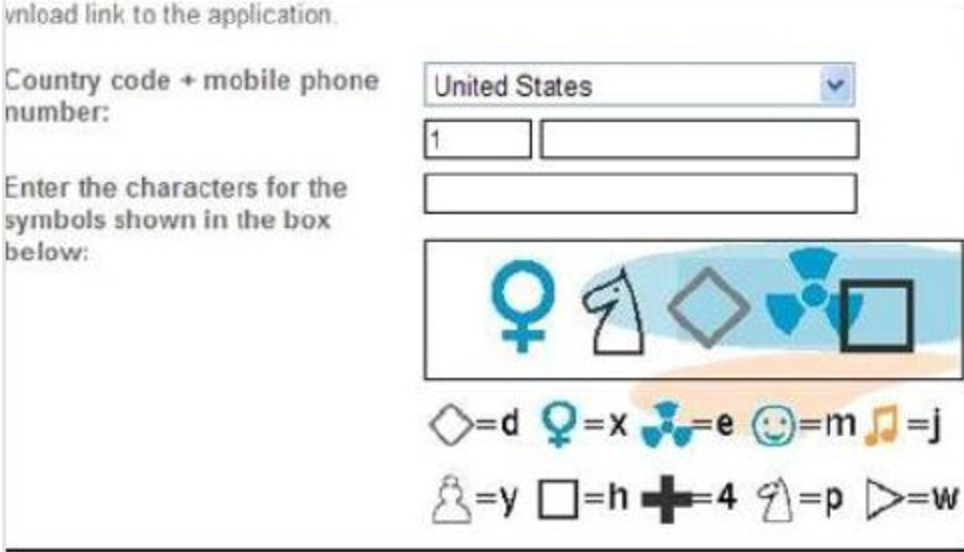 wnload link to the application.
Country code + mobile phone
number:
United States
1
Enter the characters for the
symbols shown in the box
below:
=d =x =e =m =j
=y =h =4 =p =w